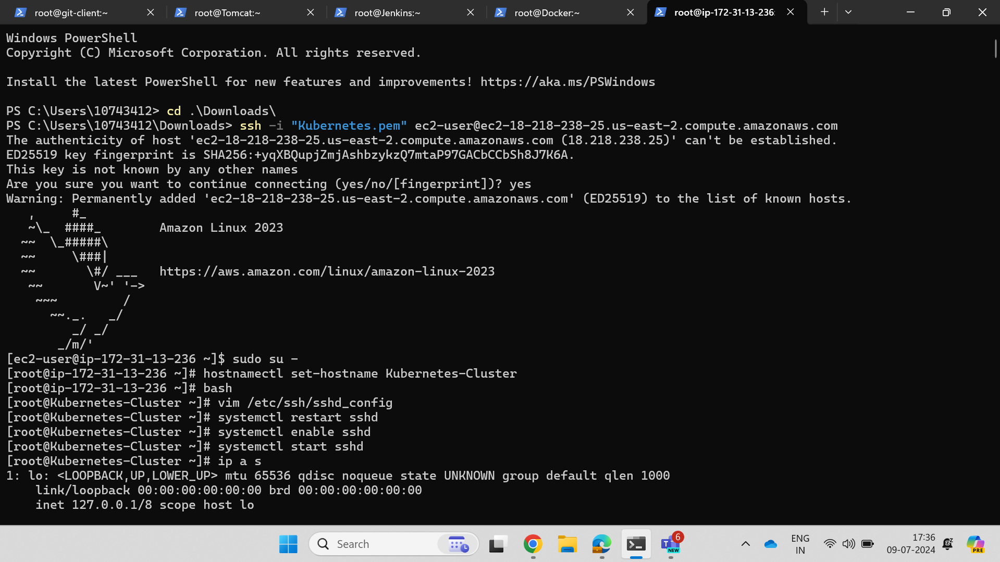 root@git-client:~
root@Tomcat:~
root@Jenkins:~
root@Docker:~
root@ip-172-31-13-236:
Windows PowerShell
Copyright (C) Microsoft Corporation. All rights reserved.
Install the latest PowerShell for new features and improvements! https://aka.ms/PSWindows
PS C:\Users\10743412> cd .\Downloads\
PS C:\Users\10743412\Downloads> ssh -i "Kubernetes.pem" ec2-user@ec2-18-218-238-25.us-east-2.compute.amazonaws.com
The authenticity of host 'ec2-18-218-238-25.us-east-2.compute.amazonaws.com (18.218.238.25)' can't be established.
ED25519 key fingerprint is SHA256:+yqXBQupjZmjAshbzykzQ7mtaP97GACbCCbSh8J7K6A.
This key is not known by any other names
Are you sure you want to continue connecting (yes/no/[fingerprint])? yes
Warning: Permanently added 'ec2-18-218-238-25.us-east-2.compute.amazonaws.com' (ED25519) to the list of known hosts.
   ,     #_
   ~\_  ####_        Amazon Linux 2023
  ~~  \_#####\
  ~~     \###|
  ~~       \#/ ___   https://aws.amazon.com/linux/amazon-linux-2023
   ~~       V~' '->
    ~~~         /
      ~~._.   _/
         _/ _/
       _/m/'
[ec2-user@ip-172-31-13-236 ~]$ sudo su -
[root@ip-172-31-13-236 ~]# hostnamectl set-hostname Kubernetes-Cluster
[root@ip-172-31-13-236 ~]# bash
[root@Kubernetes-Cluster ~]# vim /etc/ssh/sshd_config
[root@Kubernetes-Cluster ~]# systemctl restart sshd
[root@Kubernetes-Cluster ~]# systemctl enable sshd
[root@Kubernetes-Cluster ~]# systemctl start sshd
[root@Kubernetes-Cluster ~]# ip a s
1: lo: <LOOPBACK,UP,LOWER_UP> mtu 65536 qdisc noqueue state UNKNOWN group default qlen 1000
    link/loopback 00:00:00:00:00:00 brd 00:00:00:00:00:00
    inet 127.0.0.1/8 scope host lo
Search
6
T
NEW
ENG
IN
17:36
09-07-2024
PRE